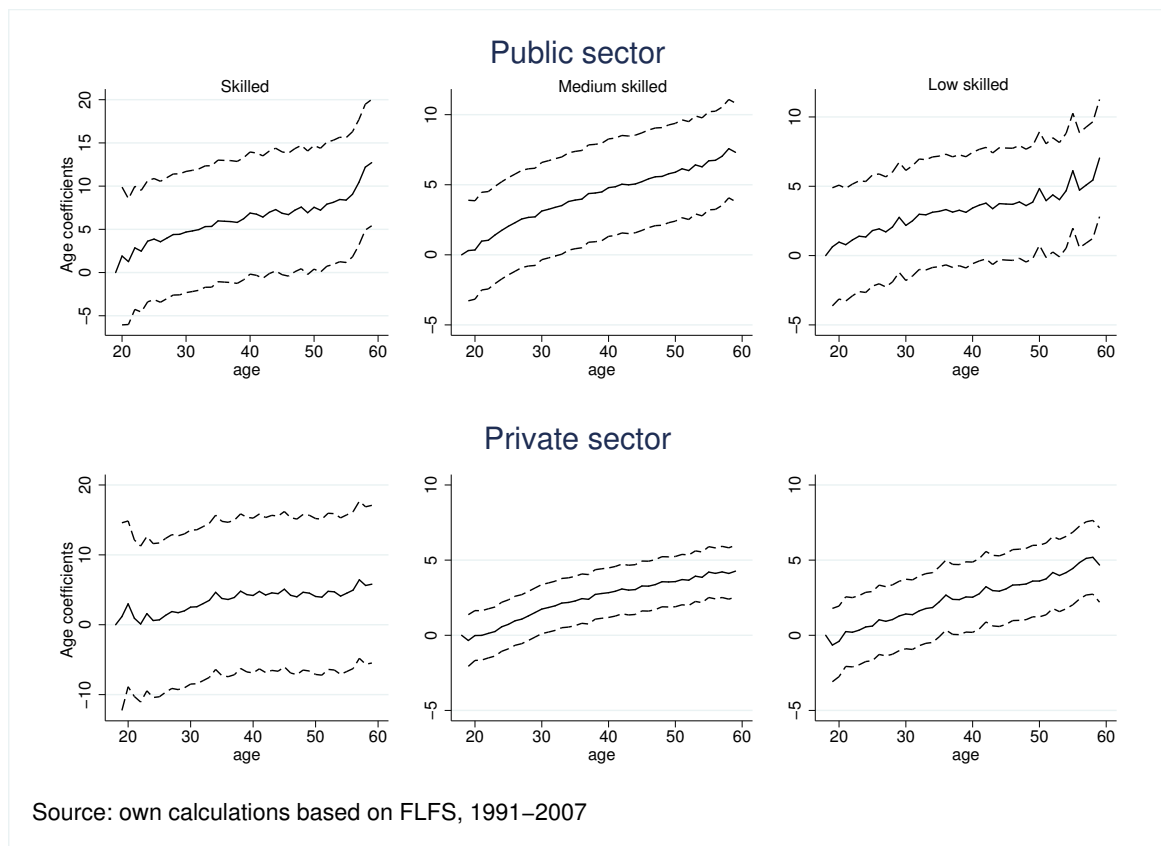 Public sector
Skilled
Medium skilled
Low skilled
Age coefficients
20
15
10
5
0
−5
20 30 40 50 60
age
10
5
0
−5
20 30 40 50 60
age
10
5
0
−5
20 30 40 50 60
age
Private sector
Age coefficients
20
10
0
−10
20 30 40 50 60
age
10
5
0
−5
20 30 40 50 60
age
10
5
0
−5
20 30 40 50 60
age
Source: own calculations based on FLFS, 1991−2007